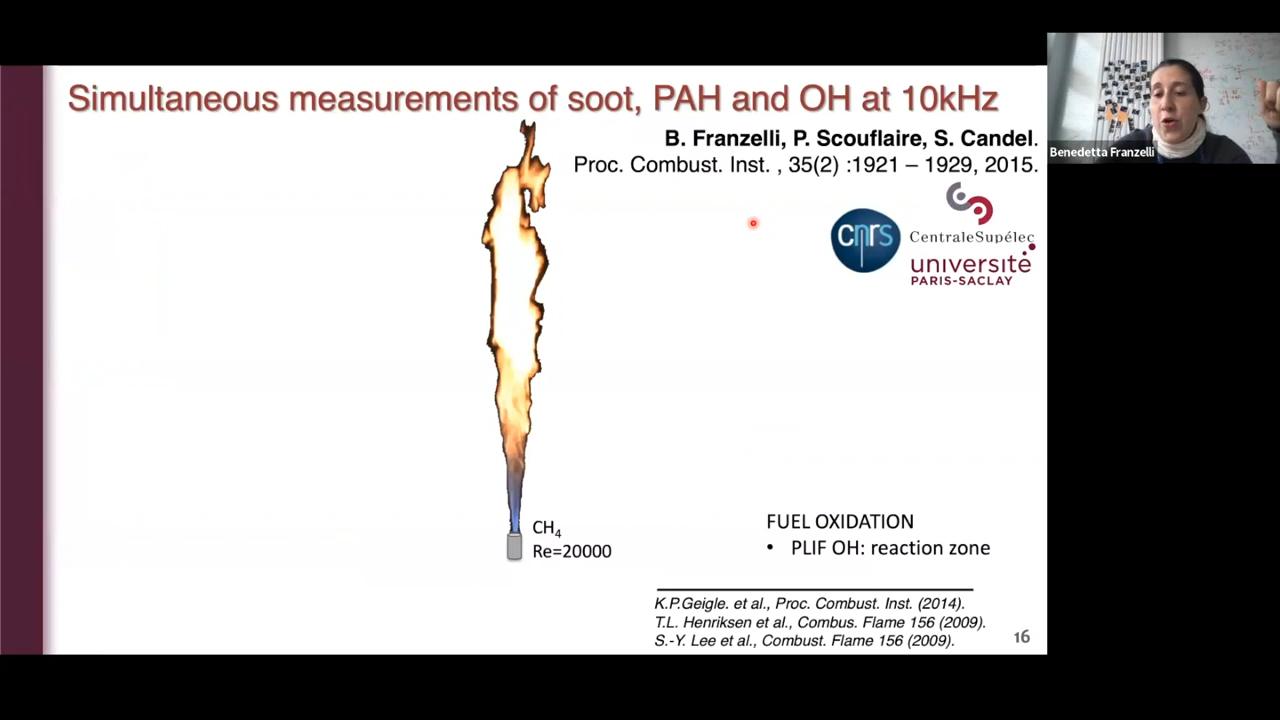 Simultaneous measurements of soot, PAH and OH at 10kHz
B. Franzelli, P. Scouflaire, S. Candel.
Proc. Combust. Inst. , 35(2) :1921 – 1929, 2015.
cnrs
CentraleSupélec
université
PARIS-SACLAY
Benedetta Franzelli
CH₄
Re=20000
FUEL OXIDATION
• PLIF OH: reaction zone
K.P.Geigle. et al., Proc. Combust. Inst. (2014).
T.L. Henriksen et al., Combus. Flame 156 (2009).
S.-Y. Lee et al., Combust. Flame 156 (2009).
16